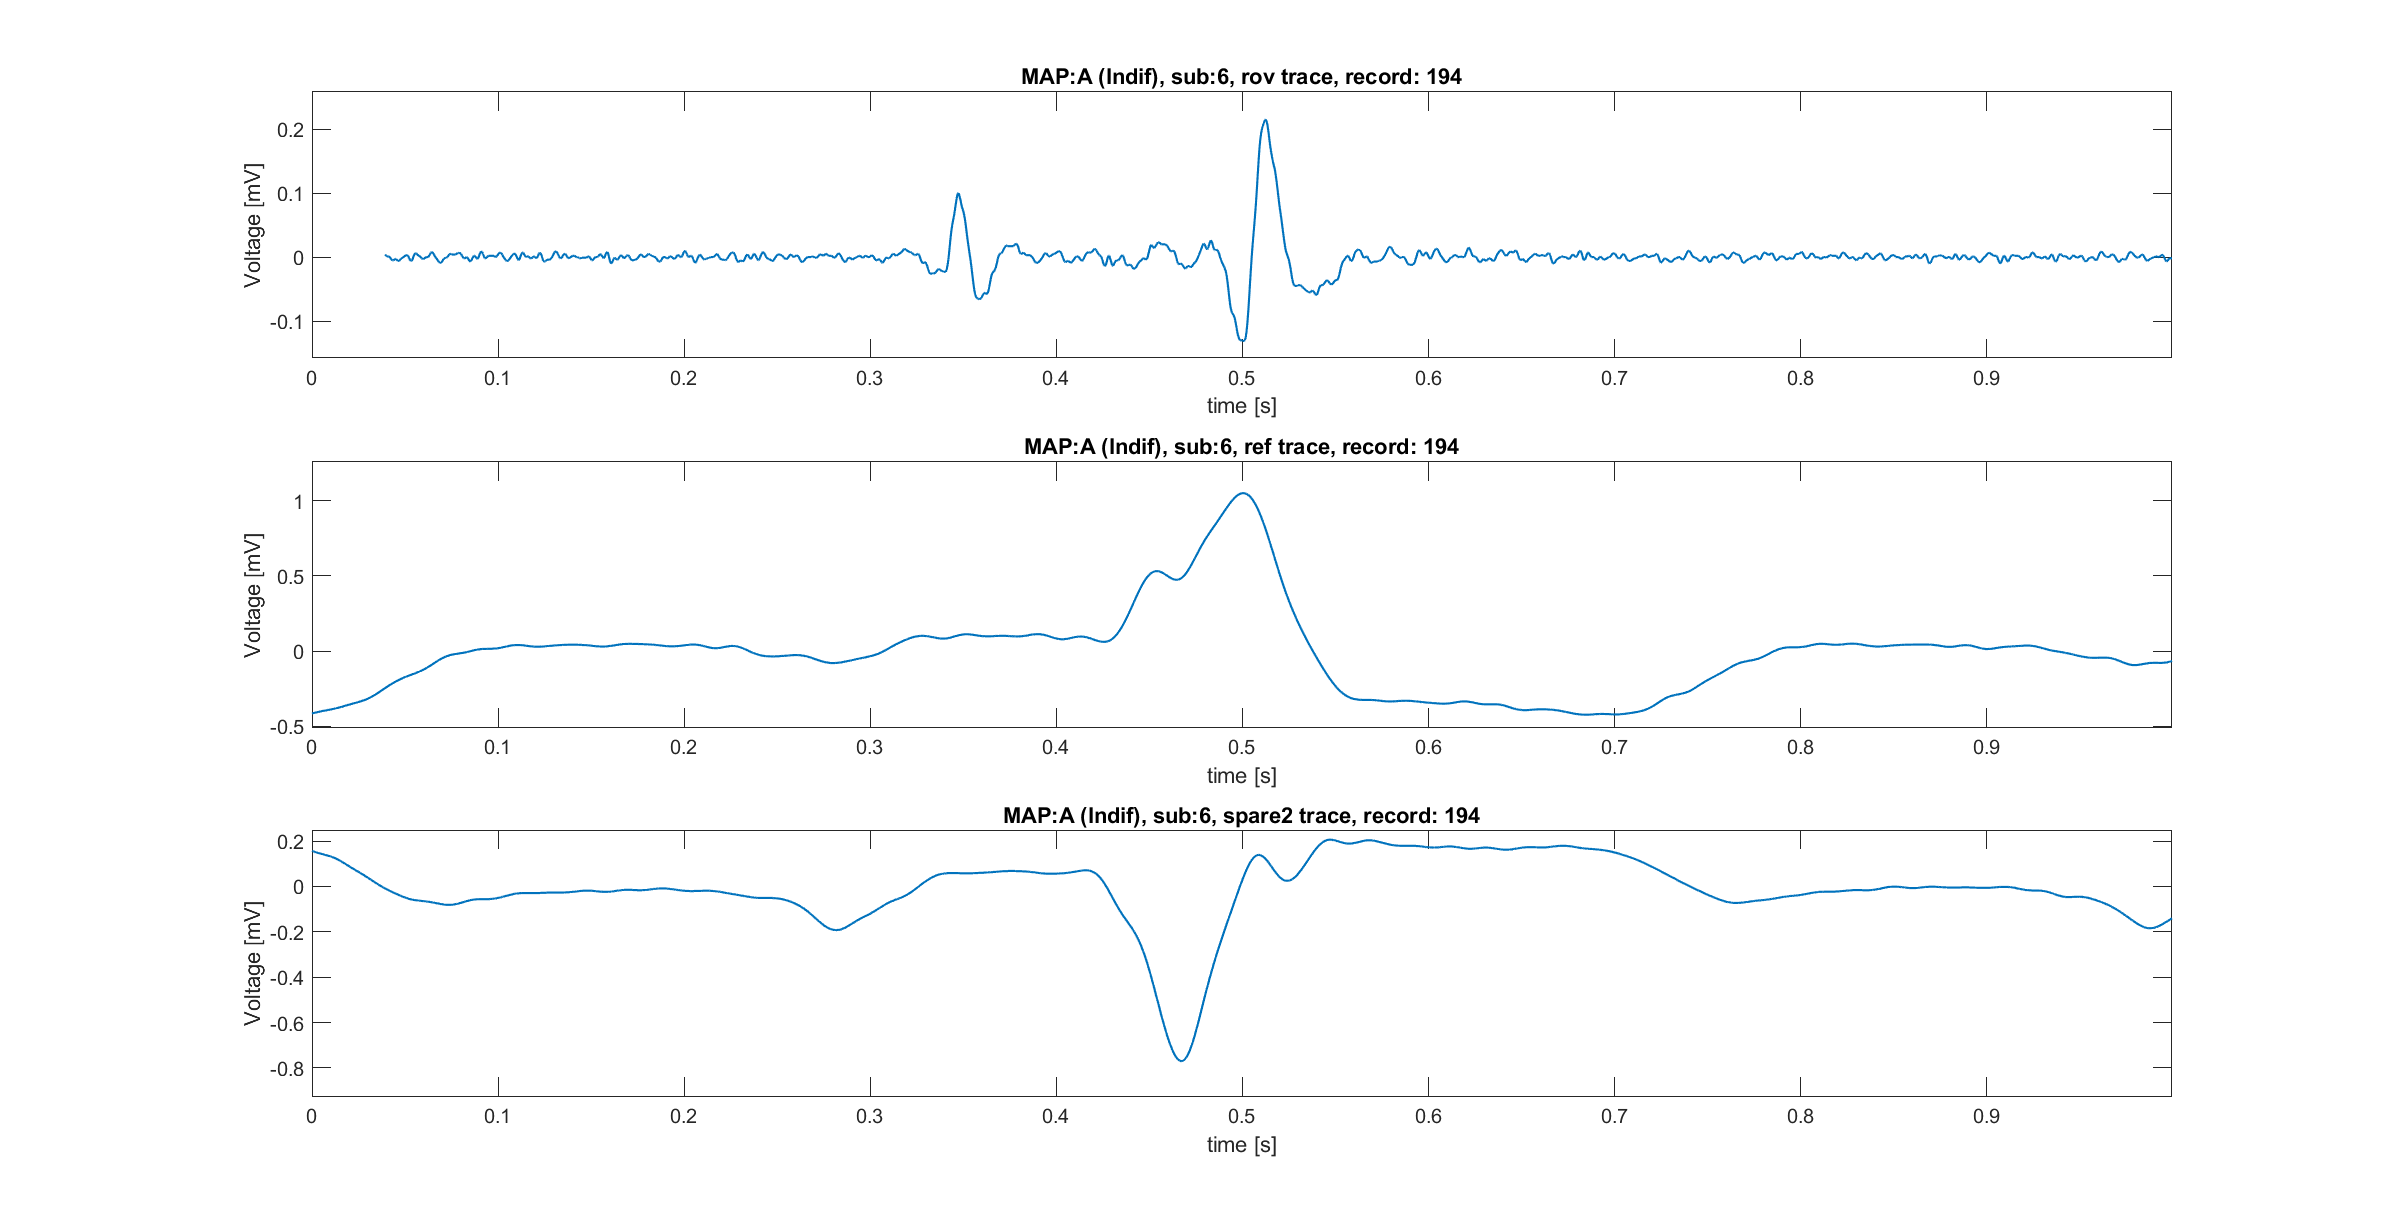 MAP:A (Indif), sub:6, rov trace, record: 194
0.2
0.1
0
-0.1
Voltage [mV]
0 0.1 0.2 0.3 0.4 0.5 0.6 0.7 0.8 0.9
time [s]
MAP:A (Indif), sub:6, ref trace, record: 194
1
0.5
0
-0.5
Voltage [mV]
0 0.1 0.2 0.3 0.4 0.5 0.6 0.7 0.8 0.9
time [s]
MAP:A (Indif), sub:6, spare2 trace, record: 194
0.2
0
-0.2
-0.4
-0.6
-0.8
Voltage [mV]
0 0.1 0.2 0.3 0.4 0.5 0.6 0.7 0.8 0.9
time [s]